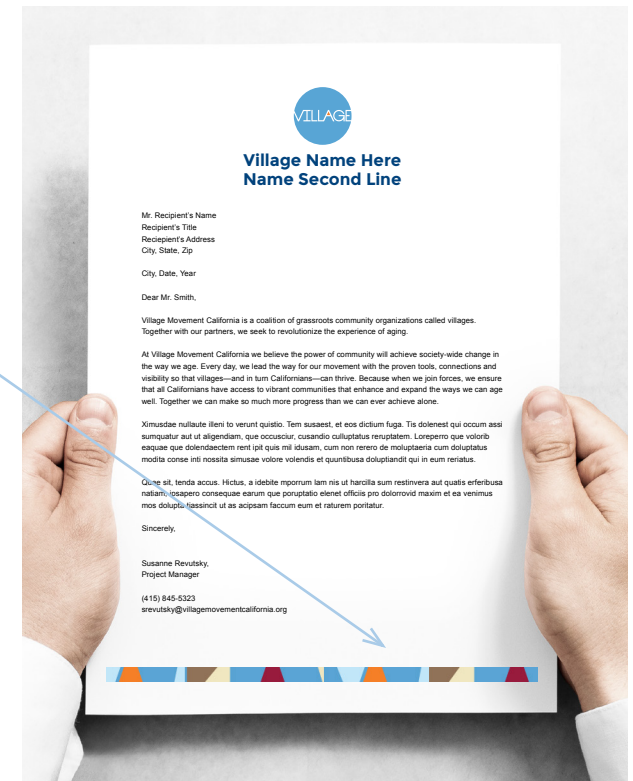 VILLAGE
Village Name Here
Name Second Line
Mr. Recipient's Name
Recipient's Title
Reciepient's Address
City, State, Zip
City, Date, Year
Dear Mr. Smith,
Village Movement California is a coalition of grassroots community organizations called villages.
Together with our partners, we seek to revolutionize the experience of aging.
At Village Movement California we believe the power of community will achieve society-wide change in
the way we age. Every day, we lead the way for our movement with the proven tools, connections and
visibility so that villages—and in turn Californians—can thrive. Because when we join forces, we ensure
that all Californians have access to vibrant communities that enhance and expand the ways we can age
well. Together we can make so much more progress than we can ever achieve alone.
Ximusdae nullaute illeni to verunt quistio. Tem susaest, et eos dictium fuga. Tis dolenest qui occum assi
sumquatur aut ut aligendiam, que occusciur, cusandio culluptatus reruptatem. Loreperro que volorib
eaquae que dolendaectem rent ipit quis mil idusam, cum non rerero de moluptaeria cum doluptatus
modita conse inti nossita simusae volore volendis et quuntibusa doluptiandit qui in eum reriatus.
Quae sit, tenda accus. Hictus, a idebite mporrum lam nis ut harcilla sum restinvera aut quatis erferibusa
natiam, iosapero consequae earum que poruptatio elenet officiis pro dolorrovid maxim et ea venimus
mos dolupta tiassincit ut as acipsam faccum eum et raturem poritatur.
Sincerely,
Susanne Revutsky,
Project Manager
(415) 845-5323
srevutsky@villagemovementcalifornia.org